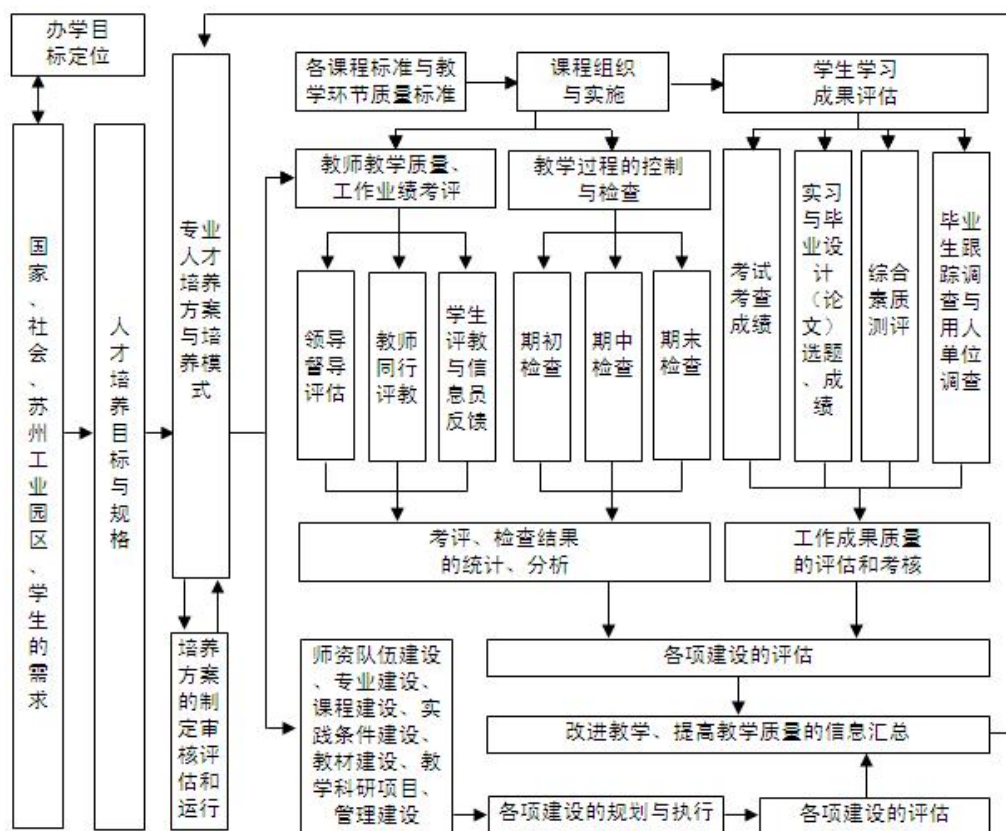 办学目
标定位
国家、社会、苏州工业园区、学生的需求
人才培养目标与规格
专业
人才
培养
方案
与培
养模
式
培养
方案
的制
定审
核评
估和
运行
各课程标准与教
学环节质量标准
课程组织
与实施
学生学习
成果评估
教师教学质量、
工作业绩考评
教学过程的控制
与检查
领导
督导
评估
教师
同行
评教
学生
评教
与信
息员
反馈
期初
检查
期中
检查
期末
检查
考试
考查
成绩
实习
与毕
业设
计
（论
文）
选题
、成
绩
综合
素质
测评
毕业
生跟
踪调
查与
用人
单位
调查
考评、检查结果
的统计、分析
工作成果质量
的评估和考核
师资队伍建设
、专业建设、
课程建设、实
践条件建设、
教材建设、教
学科研项目、
管理建设
各项建设的评估
改进教学、提高教学质量的信息汇总
各项建设的规划与执行
各项建设的评估